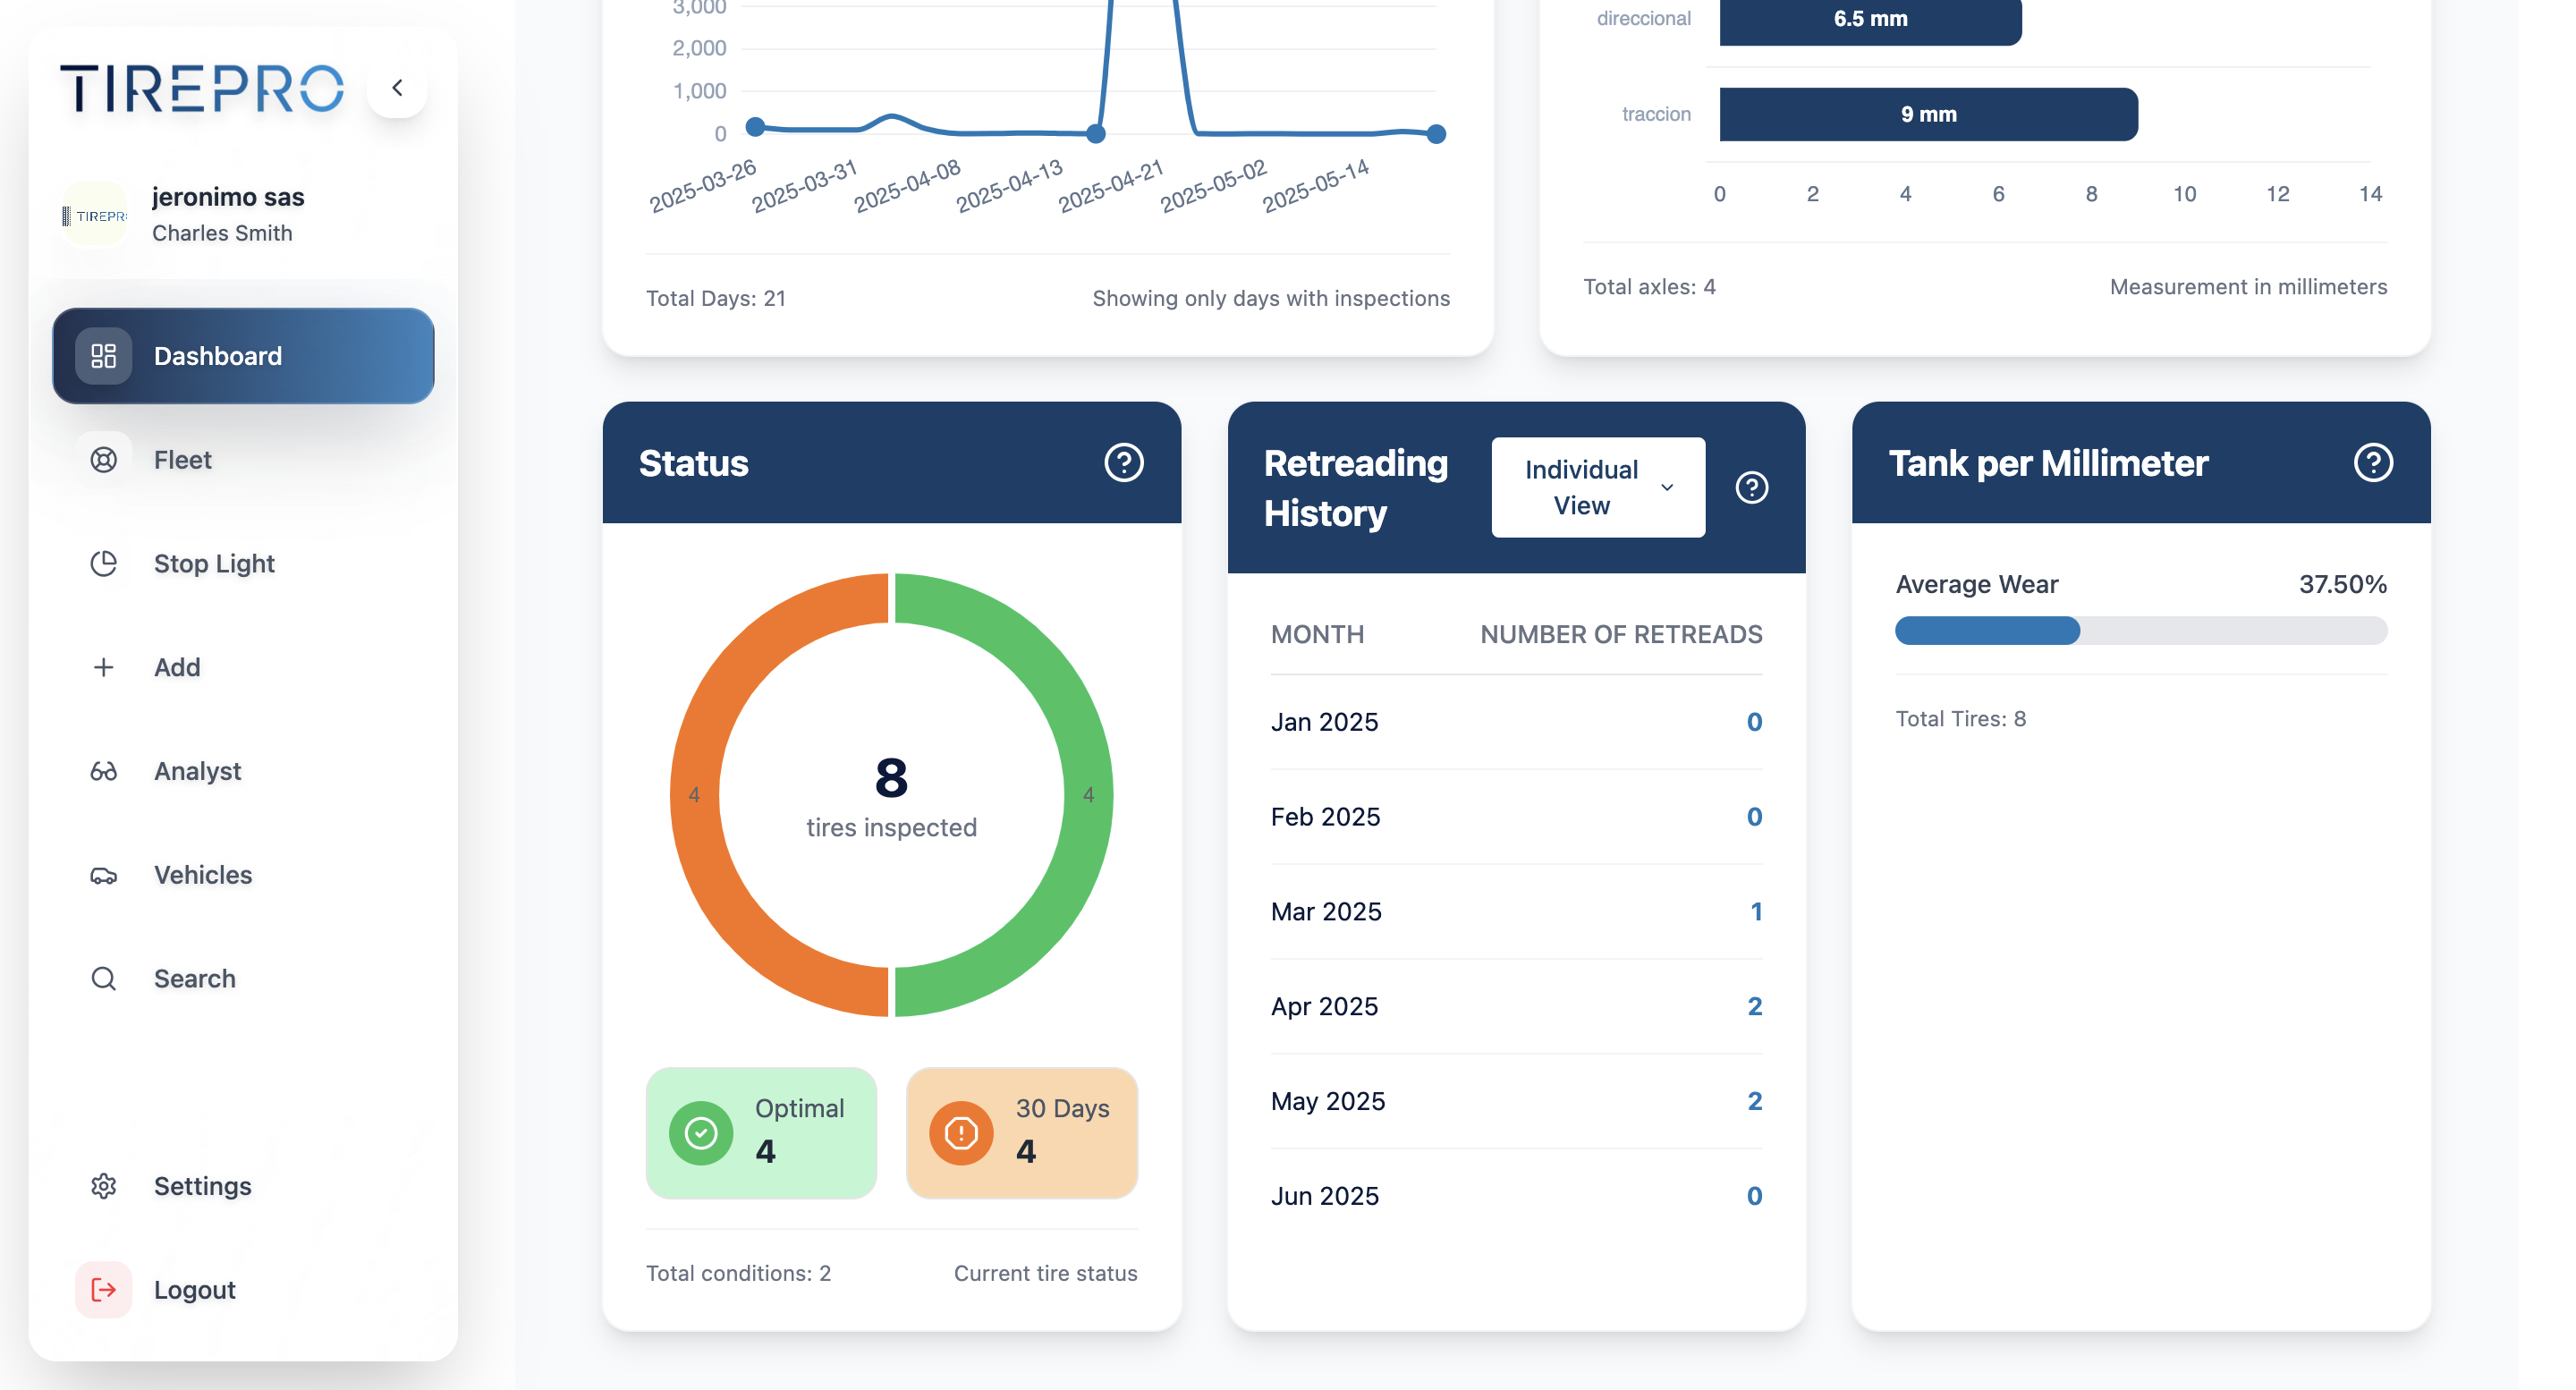 TIREPRO
TIREPR
jeronimo sas
Charles Smith
Dashboard
Fleet
Stop Light
Add
Analyst
Vehicles
Search
Settings
Logout
3,000
2,000
1,000
0
2025-03-26
2025-03-31
2025-04-08
2025-04-13
2025-04-21
2025-05-02
2025-05-14
Total Days: 21
Showing only days with inspections
direccional
6.5 mm
traccion
9 mm
0 2 4 6 8 10 12 14
Total axles: 4
Measurement in millimeters
Status
4
8
tires inspected
4
Optimal
4
30 Days
4
Total conditions: 2
Current tire status
Retreading
History
Individual
View
MONTH NUMBER OF RETREADS
Jan 2025 0
Feb 2025 0
Mar 2025 1
Apr 2025 2
May 2025 2
Jun 2025 0
Tank per Millimeter
Average Wear 37.50%
Total Tires: 8